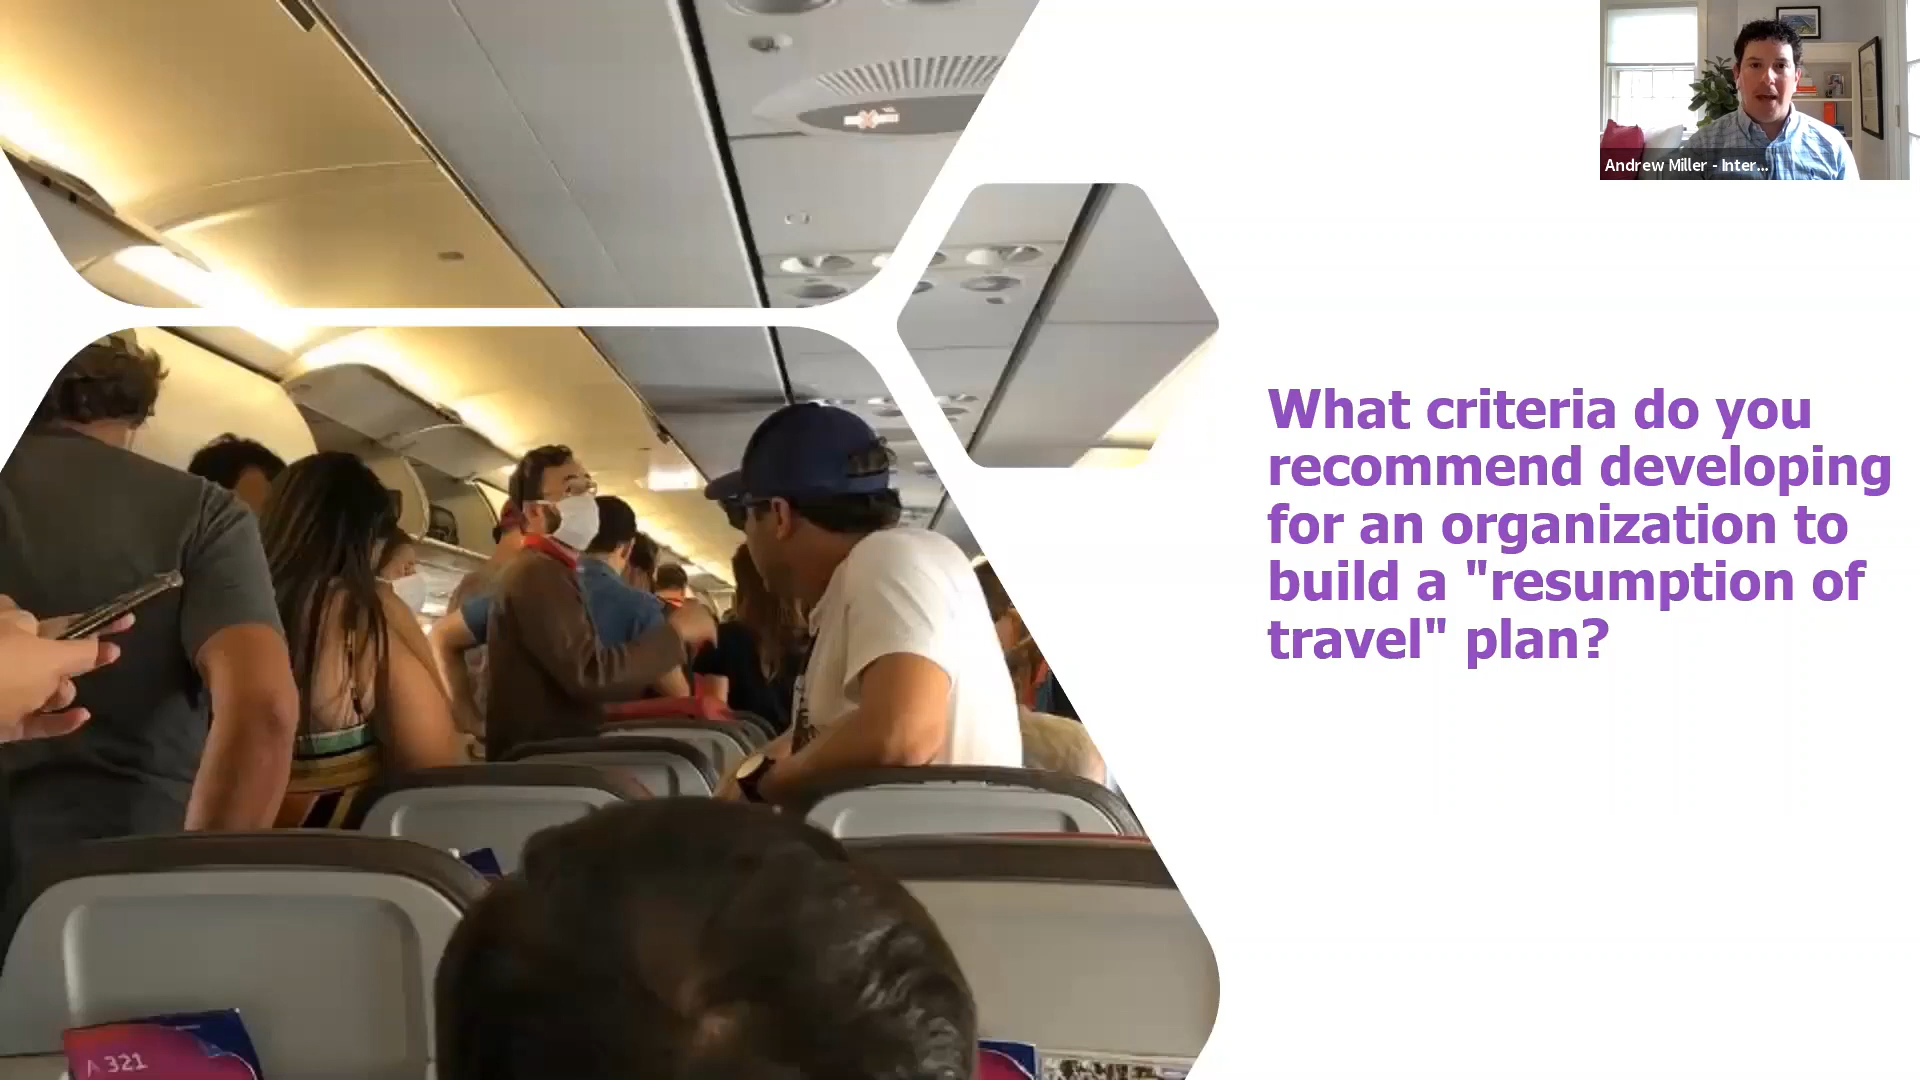 Andrew Miller - Inter...
What criteria do you
recommend developing
for an organization to
build a "resumption of
travel" plan?
A 321